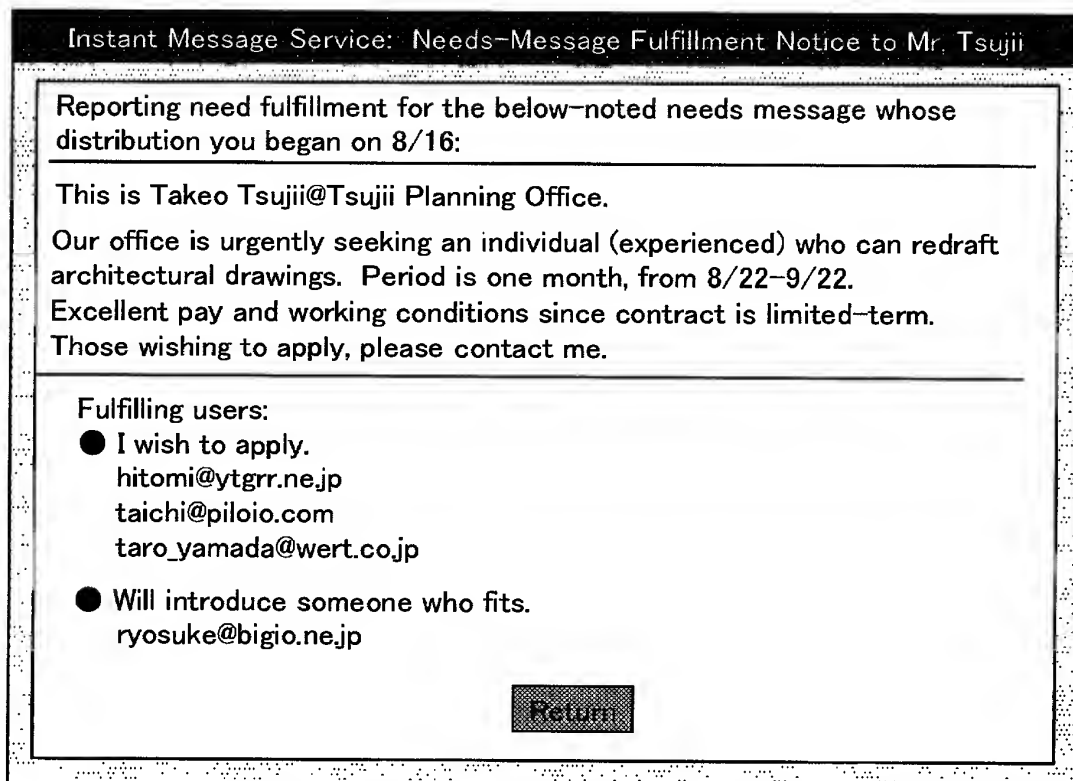 Instant Message Service: Needs-Message Fulfillment Notice to Mr. Tsujii
Reporting need fulfillment for the below-noted needs message whose
distribution you began on 8/16:
This is Takeo Tsujii@Tsujii Planning Office.
Our office is urgently seeking an individual (experienced) who can redraft
architectural drawings. Period is one month, from 8/22-9/22.
Excellent pay and working conditions since contract is limited-term.
Those wishing to apply, please contact me.
Fulfilling users:
● I wish to apply.
hitomi@ytgrr.ne.jp
taichi@piloio.com
taro_yamada@wert.co.jp
● Will introduce someone who fits.
ryosuke@bigio.ne.jp
Return